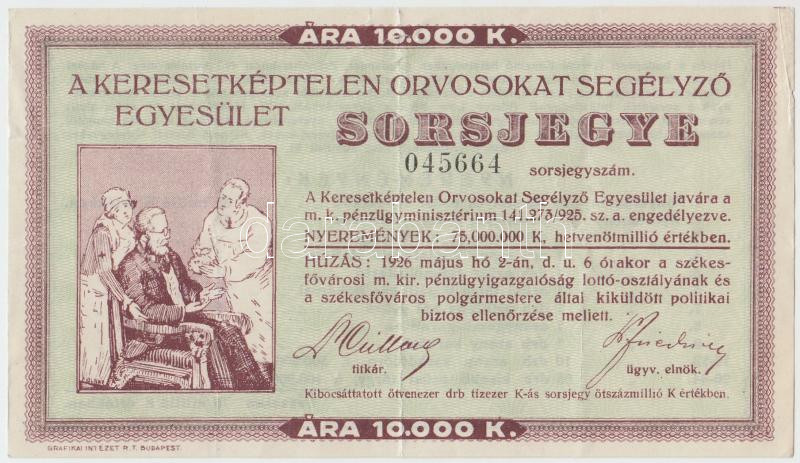 ÁRA 10.000 K.
A KERESETKÉPTELEN ORVOSOKAT SEGÉLYZŐ
EGYESÜLET SORSJEGYE
045664 sorsjegyszám.
A Keresetképtelen Orvosokat Segélyző Egyesület javára a
m. k. pénzügyminisztérium 141.273/925. sz. a. engedélyezve.
NYEREMÉNYEK: 75,000.000 K, hetvenötmillió értékben.
HÚZÁS: 1926 május hó 2-án, d. u. 6 órakor a székes-
fővárosi m. kir. pénzügyigazgatóság lottó-osztályának és
a székesfőváros polgármestere által kiküldött politikai
biztos ellenőrzése mellett.
titkár. ügyv. elnök.
Kibocsáttatott ötvenezer drb tizezer K-ás sorsjegy ötszázmillió K értékben.
ÁRA 10.000 K.
GRAFIKAI INTÉZET R. T. BUDAPEST.
darabanth